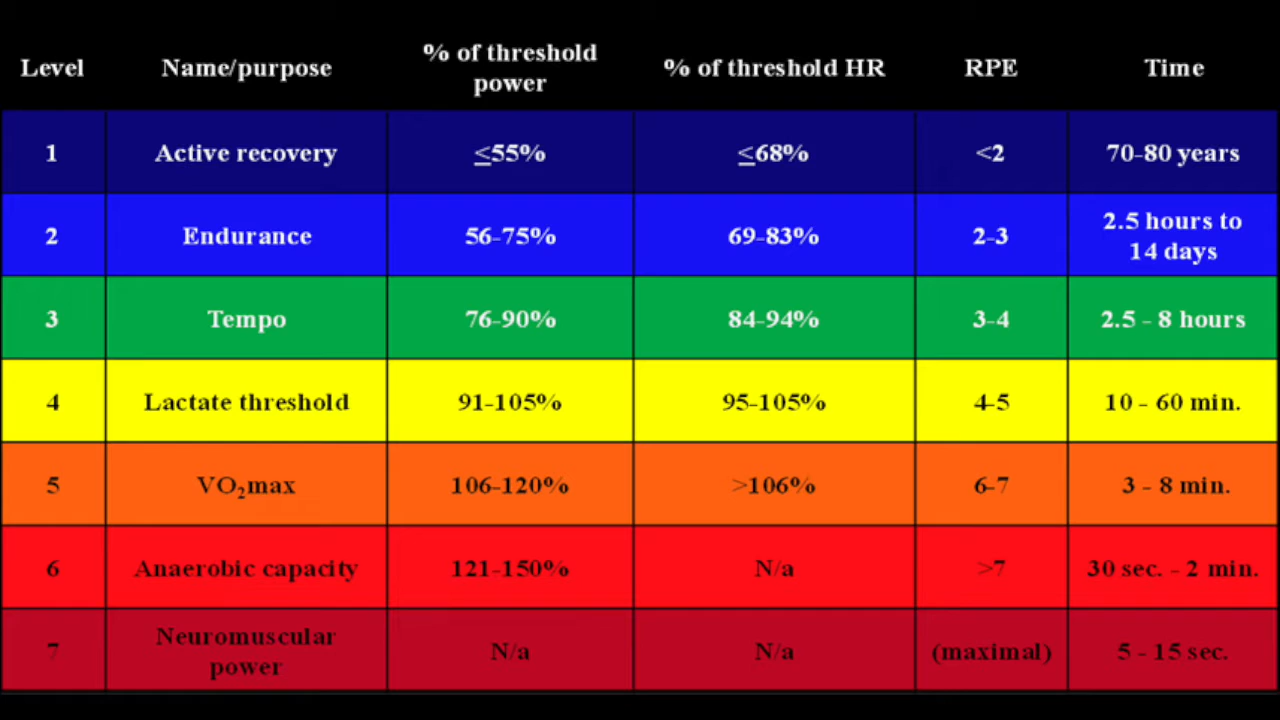 Level Name/purpose % of threshold power % of threshold HR RPE Time
1 Active recovery ≤55% ≤68% <2 70-80 years
2 Endurance 56-75% 69-83% 2-3 2.5 hours to 14 days
3 Tempo 76-90% 84-94% 3-4 2.5 - 8 hours
4 Lactate threshold 91-105% 95-105% 4-5 10 - 60 min.
5 VO₂max 106-120% >106% 6-7 3 - 8 min.
6 Anaerobic capacity 121-150% N/a >7 30 sec. - 2 min.
7 Neuromuscular power N/a N/a (maximal) 5 - 15 sec.